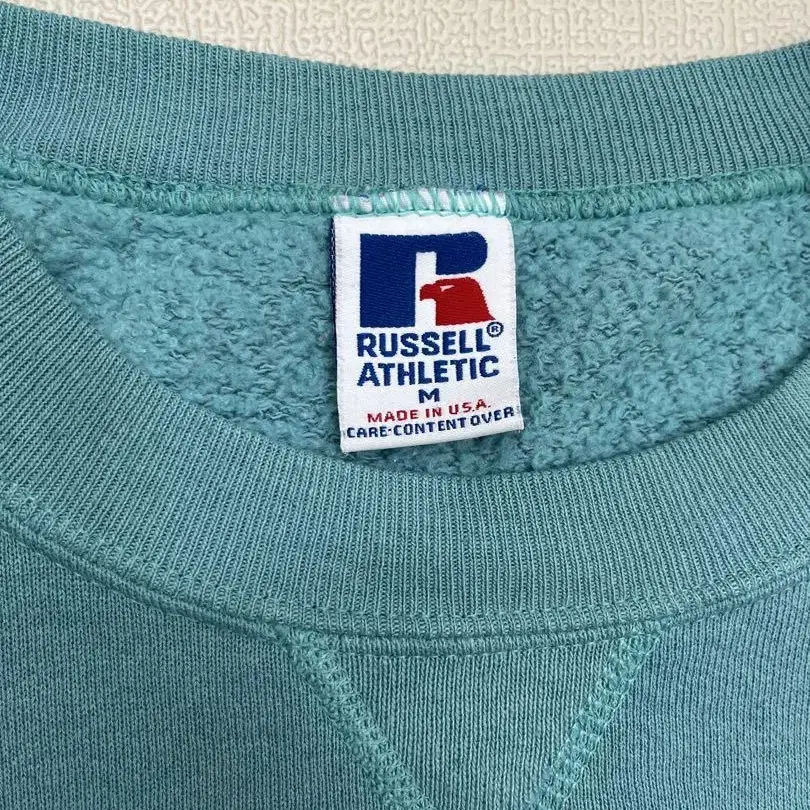 R
RUSSELL®
ATHLETIC
M
MADE IN U.S.A.
CARE-CONTENT OVER